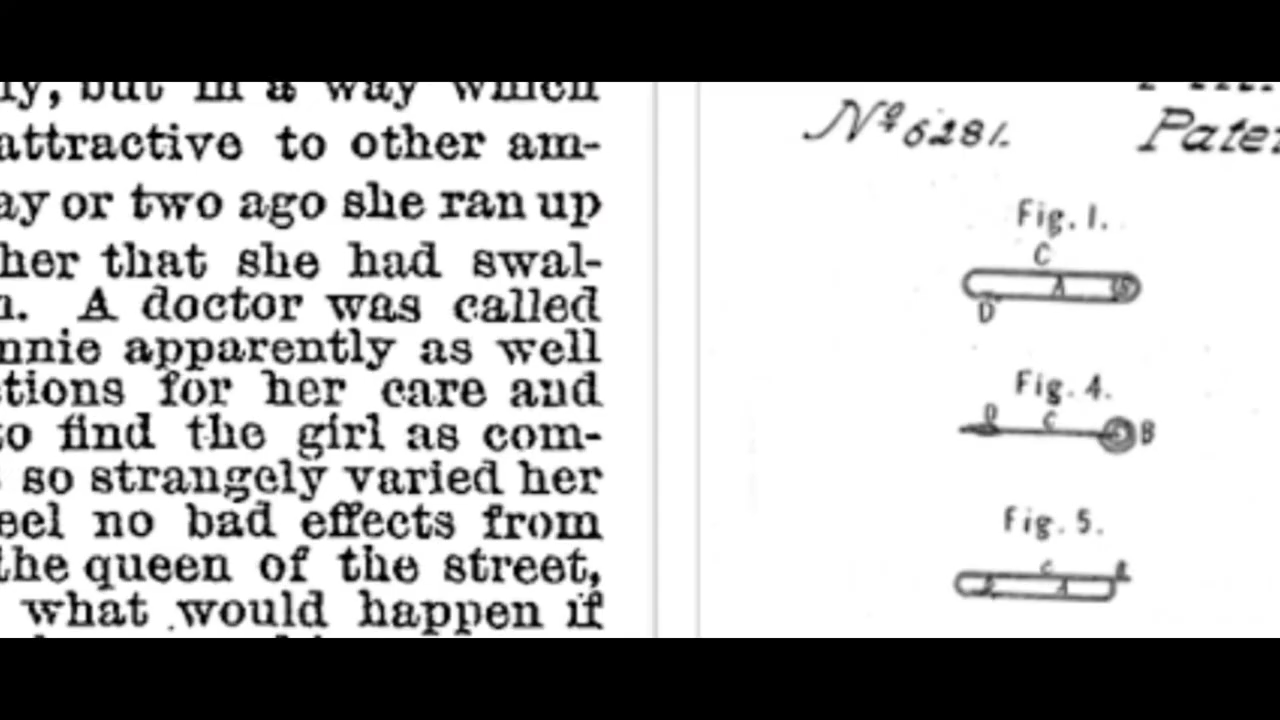 ly, but in a way which
attractive to other am-
ay or two ago she ran up
her that she had swal-
n. A doctor was called
nnie apparently as well
ctions for her care and
to find the girl as com-
so strangely varied her
eel no bad effects from
the queen of the street,
what would happen if
Nº 6281.
Pate
Fig. 1.
C
A
D
Fig. 4.
D C B
Fig. 5.
C
A